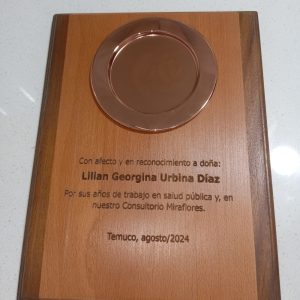 Con afecto y en reconocimiento a doña:
Lilian Georgina Urbina Díaz
Por sus años de trabajo en salud pública y, en
nuestro Consultorio Miraflores.
Temuco, agosto/2024